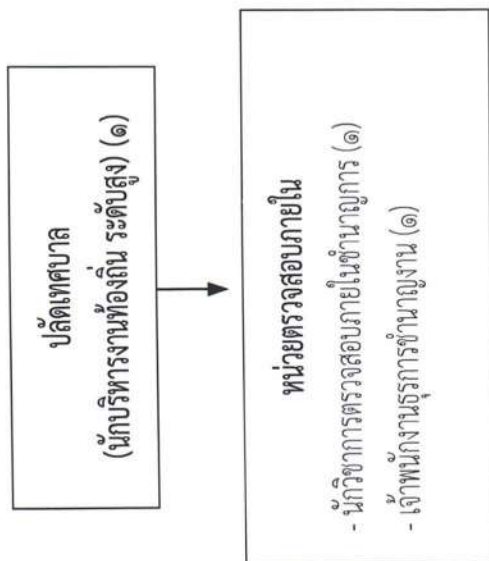 ปลัดเทศบาล
(นักบริหารงานท้องถิ่น ระดับสูง) (๑)
หน่วยตรวจสอบภายใน
- นักวิชาการตรวจสอบภายในชำนาญการ (๑)
- เจ้าพนักงานธุรการชำนาญงาน (๑)